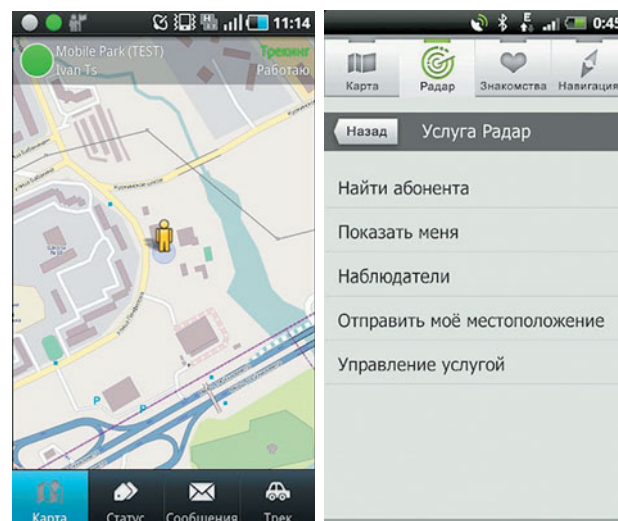 11:14
Mobile Park (TEST)
Трекинг
Ivan Ts
Работаю
P
P
Карта
Статус
Сообщения
Трек
0:45
Карта
Радар
Знакомства
Навигация
Назад
Услуга Радар
Найти абонента
Показать меня
Наблюдатели
Отправить моё местоположение
Управление услугой